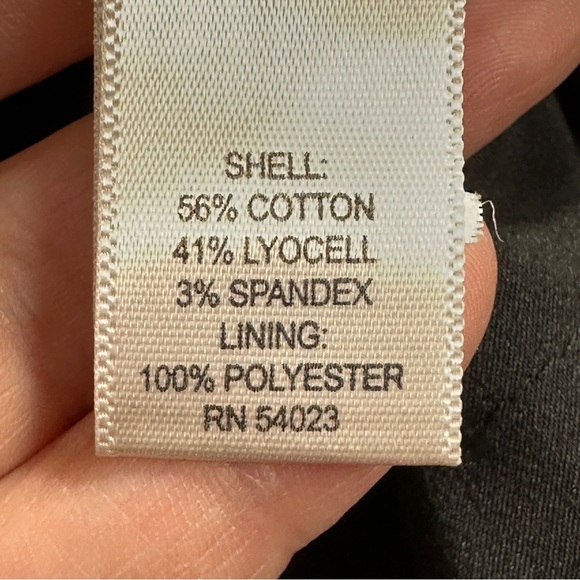 SHELL:
56% COTTON
41% LYOCELL
3% SPANDEX
LINING:
100% POLYESTER
RN 54023